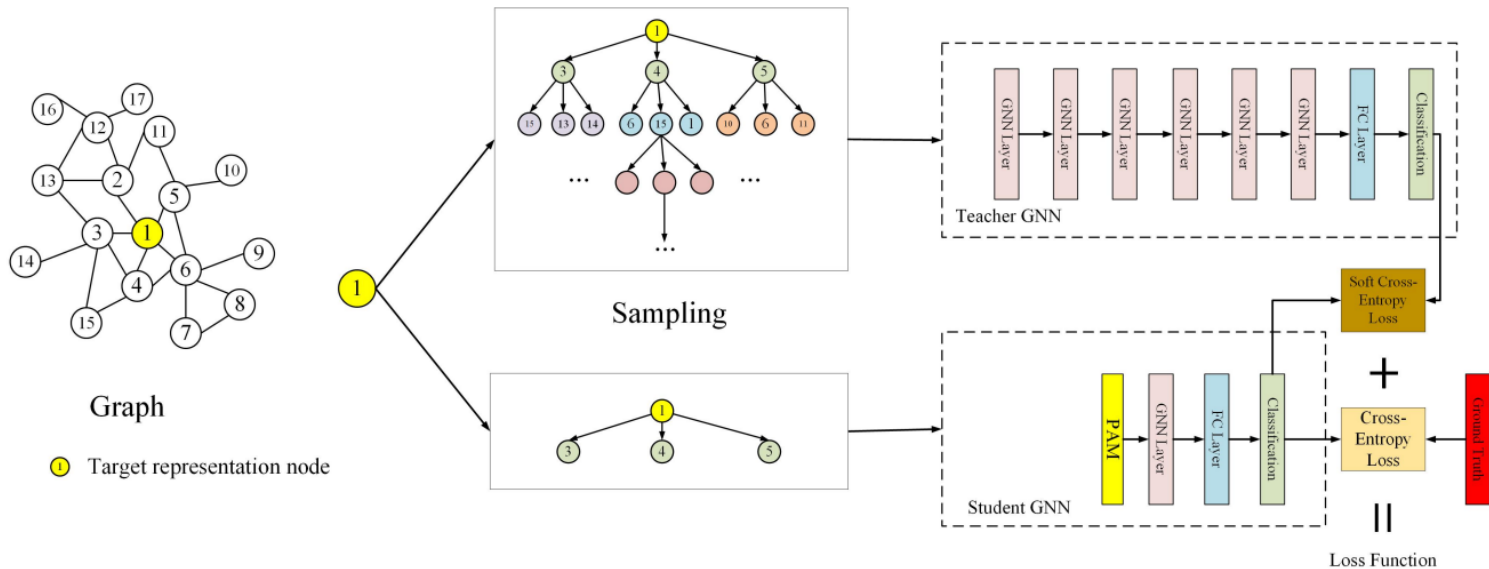 16
17
12
11
13
2
10
5
3
1
14
6
9
4
8
15
7
Graph
1 Target representation node
1
1
3
4
5
15
13
14
6
15
1
10
6
11
...
...
...
Sampling
1
3
4
5
GNN Layer
GNN Layer
GNN Layer
GNN Layer
GNN Layer
GNN Layer
FC Layer
Classification
Teacher GNN
PAM
GNN Layer
FC Layer
Classification
Student GNN
Soft Cross-
Entropy
Loss
+
Cross-
Entropy
Loss
Ground Truth
=
Loss Function